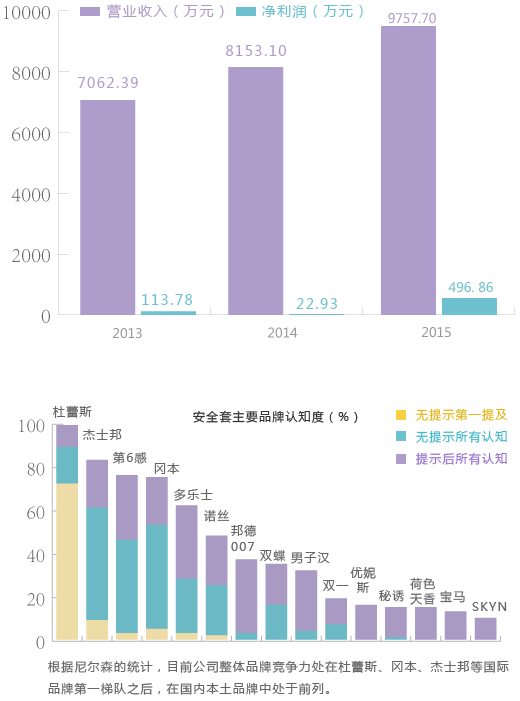 营业收入（万元） 净利润（万元）
10000
8000
6000
4000
2000
0
7062.39
113.78
8153.10
22.93
9757.70
496.86
2013 2014 2015
安全套主要品牌认知度（%）
无提示第一提及
无提示所有认知
提示后所有认知
100
80
60
40
20
0
杜蕾斯
杰士邦
第6感
冈本
多乐士
诺丝
邦德
007
双蝶
男子汉
双一
优妮
斯
秘诱
荷色
天香
宝马
SKYN
根据尼尔森的统计，目前公司整体品牌竞争力处在杜蕾斯、冈本、杰士邦等国际
品牌第一梯队之后，在国内本土品牌中处于前列。